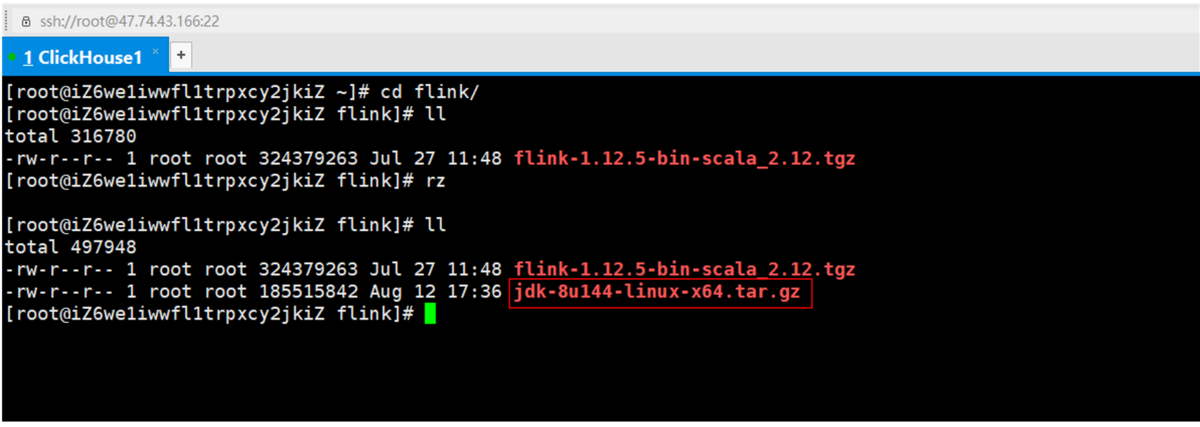 ssh://root@47.74.43.166:22
1 ClickHouse1 × +
[root@iZ6we1iwwfl1trpxcy2jkiZ ~]# cd flink/
[root@iZ6we1iwwfl1trpxcy2jkiZ flink]# ll
total 316780
-rw-r--r-- 1 root root 324379263 Jul 27 11:48 flink-1.12.5-bin-scala_2.12.tgz
[root@iZ6we1iwwfl1trpxcy2jkiZ flink]# rz
[root@iZ6we1iwwfl1trpxcy2jkiZ flink]# ll
total 497948
-rw-r--r-- 1 root root 324379263 Jul 27 11:48 flink-1.12.5-bin-scala_2.12.tgz
-rw-r--r-- 1 root root 185515842 Aug 12 17:36 jdk-8u144-linux-x64.tar.gz
[root@iZ6we1iwwfl1trpxcy2jkiZ flink]#